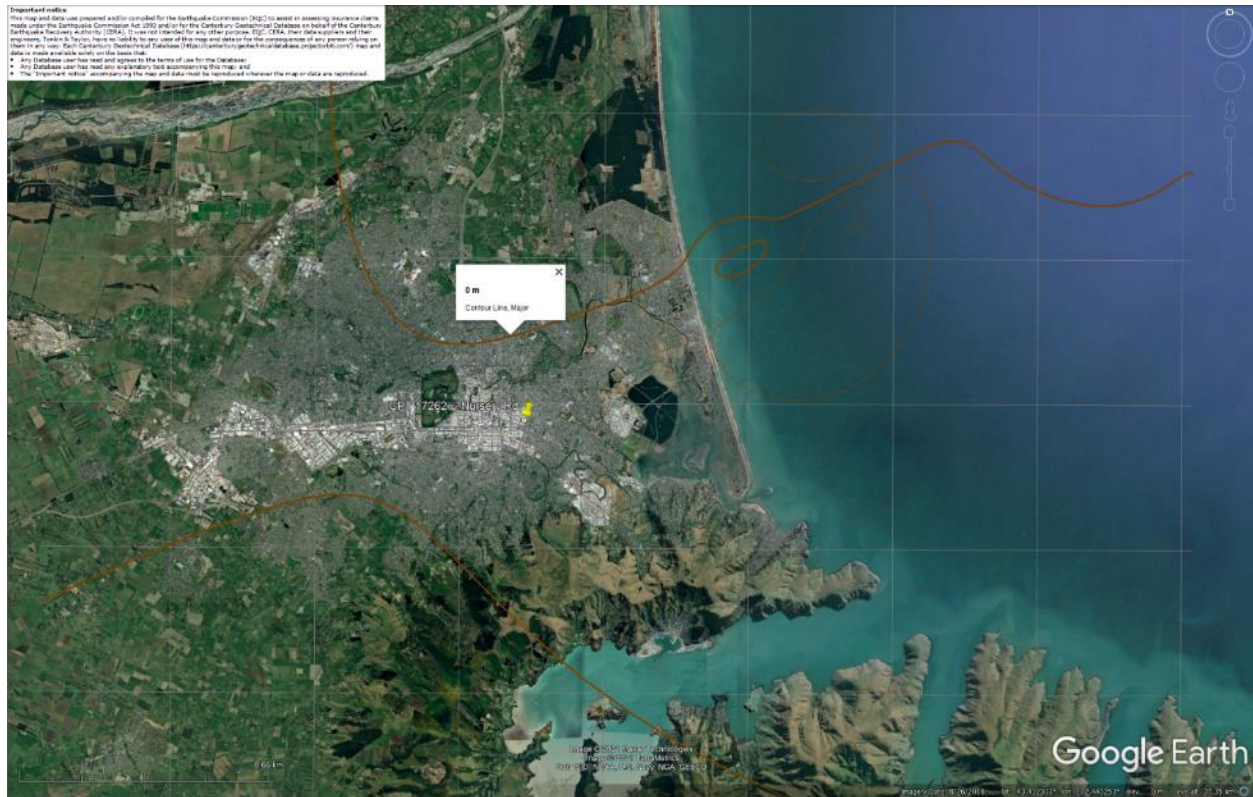 Important notice
This map and data was prepared and/or compiled for the Earthquake Commission (EQC) to assist in assessing insurance claims
made under the Earthquake Commission Act 1993 and/or for the Canterbury Geotechnical Database on behalf of the Canterbury
Earthquake Recovery Authority (CERA). It was not intended for any other purpose. EQC, CERA, their data suppliers and their
engineers, Tonkin & Taylor, have no liability to any user of this map and data or for the consequences of any person relying on
them in any way. Each Canterbury Geotechnical Database (https://canterburygeotechnicaldatabase.projectorbit.com/) map and
data is made available solely on the basis that:
• Any Database user has read and agrees to the terms of use for the Database;
• Any Database user has read any explanatory text accompanying this map; and
• The "Important notice" accompanying the map and data must be reproduced wherever the map or data are reproduced.
N
0 m
Contour Line, Major
Google Earth